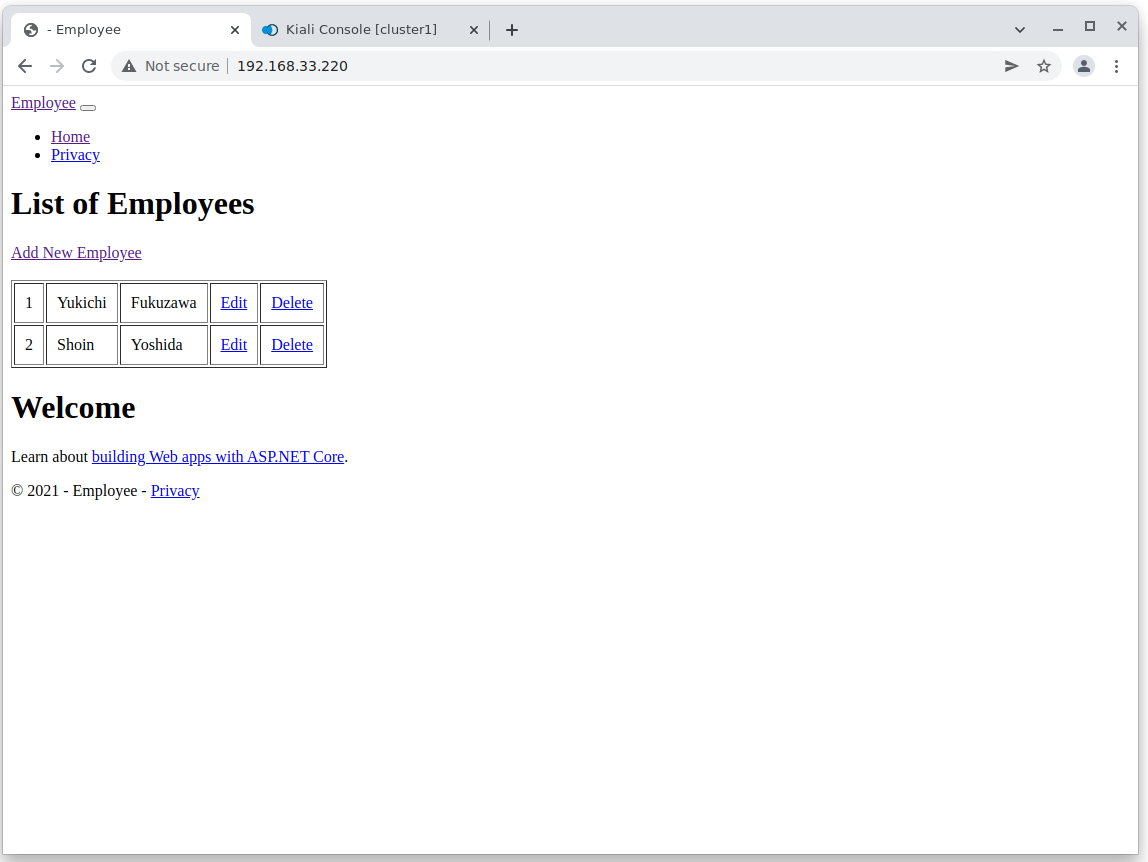 - Employee
Kiali Console [cluster1]
Not secure 192.168.33.220
Employee
Home
Privacy
List of Employees
Add New Employee
1 Yukichi Fukuzawa Edit Delete
2 Shoin Yoshida Edit Delete
Welcome
Learn about building Web apps with ASP.NET Core.
© 2021 - Employee - Privacy